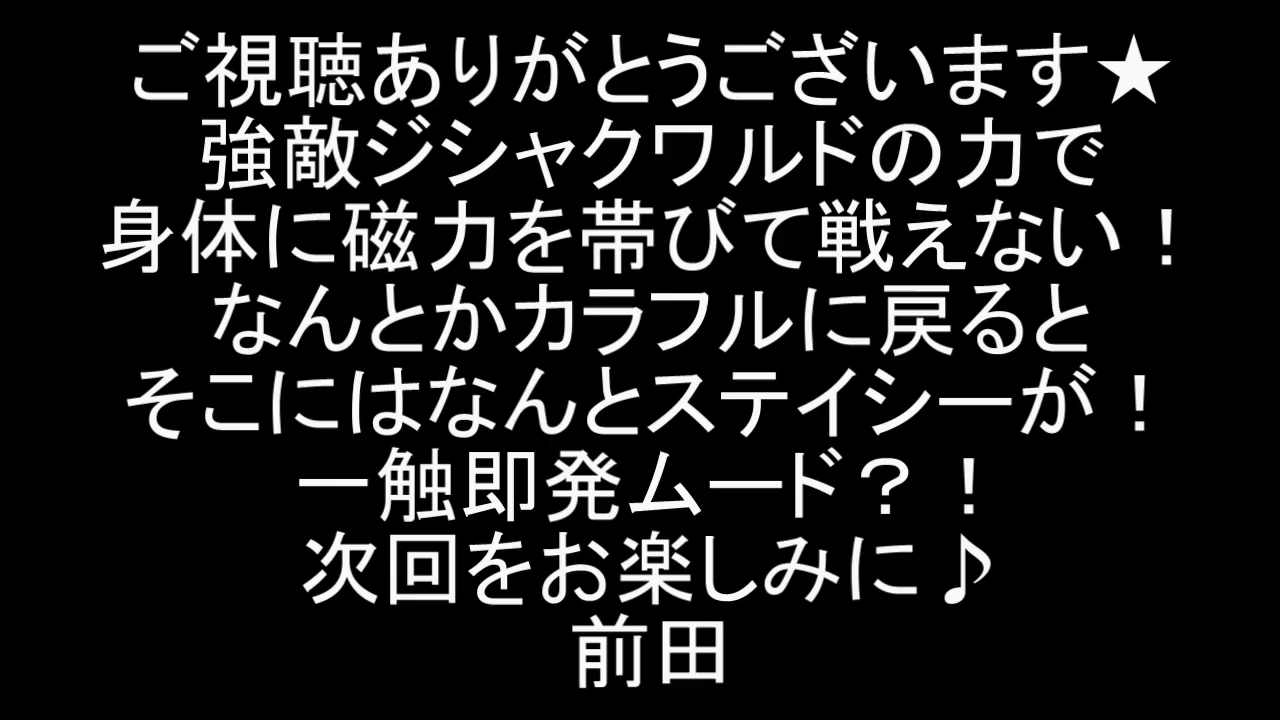 ご視聴ありがとうございます★
強敵ジシャクワルドの力で
身体に磁力を帯びて戦えない！
なんとかカラフルに戻ると
そこにはなんとステイシーが！
一触即発ムード？！
次回をお楽しみに♪
前田